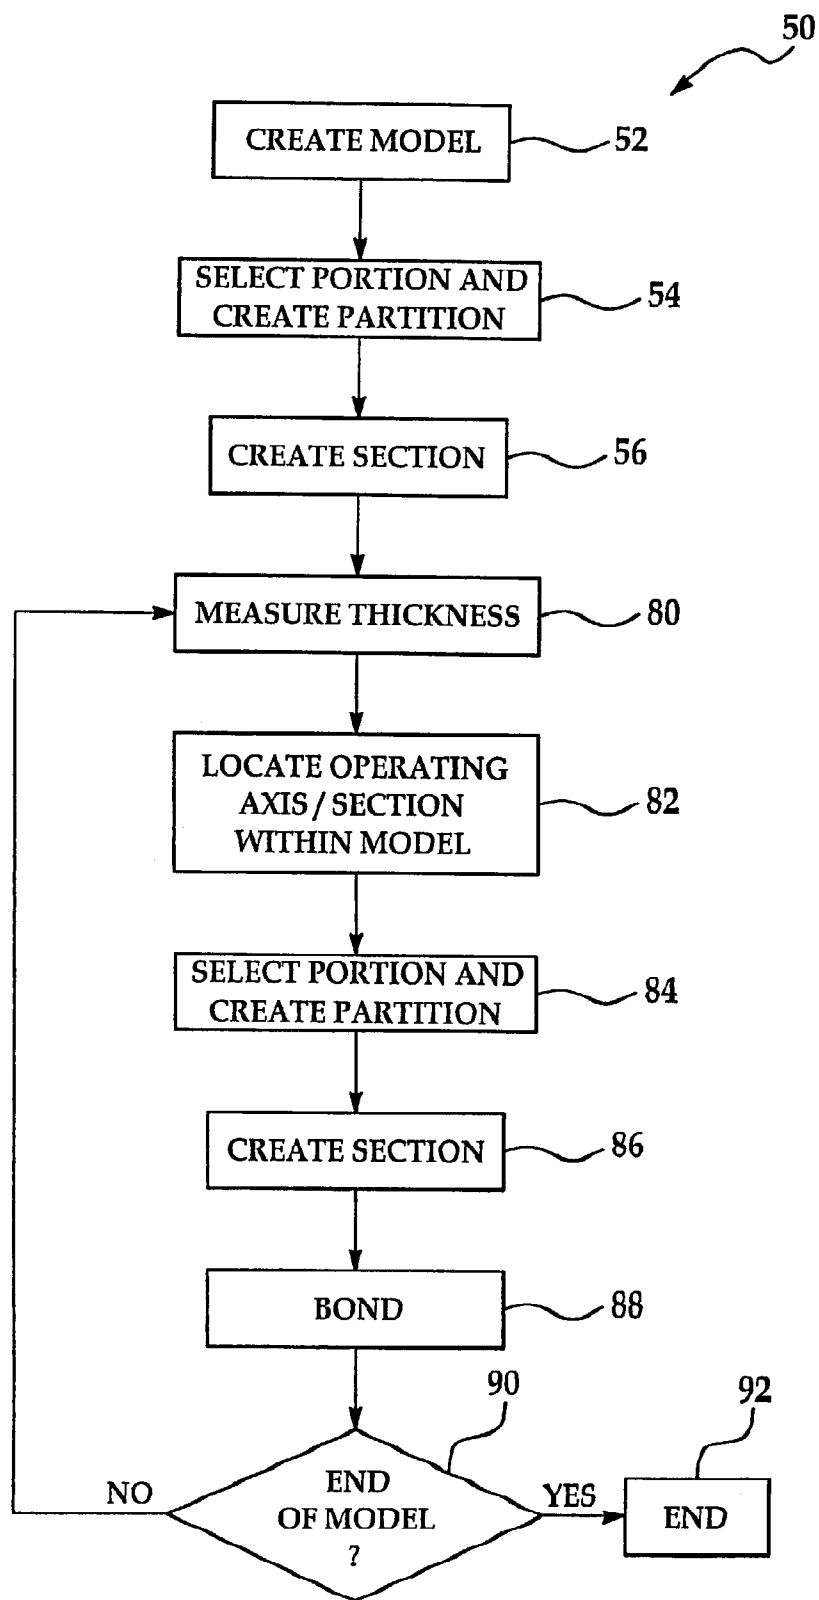 50
CREATE MODEL
52
SELECT PORTION AND
CREATE PARTITION
54
CREATE SECTION
56
MEASURE THICKNESS
80
LOCATE OPERATING
AXIS / SECTION
WITHIN MODEL
82
SELECT PORTION AND
CREATE PARTITION
84
CREATE SECTION
86
BOND
88
90
92
END
OF MODEL
?
NO
YES
END